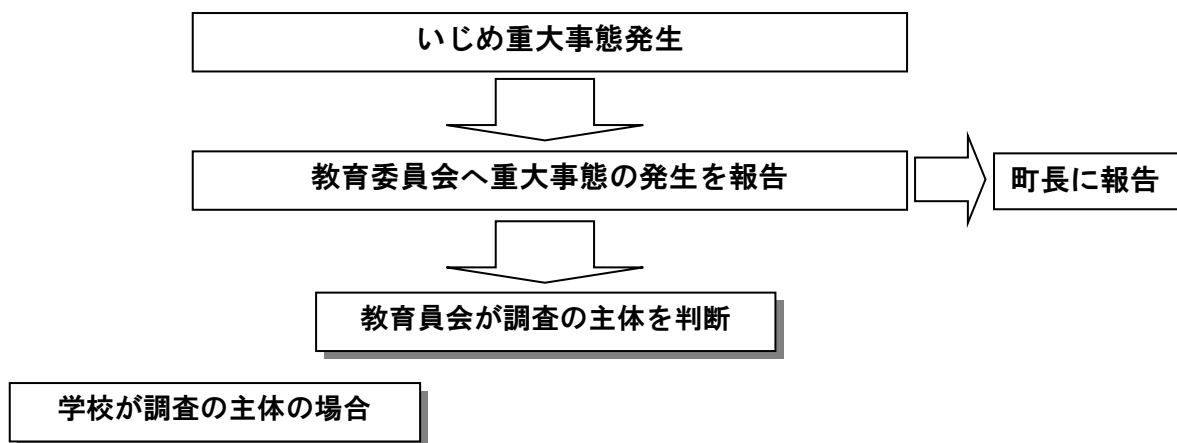 いじめ重大事態発生
教育委員会へ重大事態の発生を報告
町長に報告
教育員会が調査の主体を判断
学校が調査の主体の場合